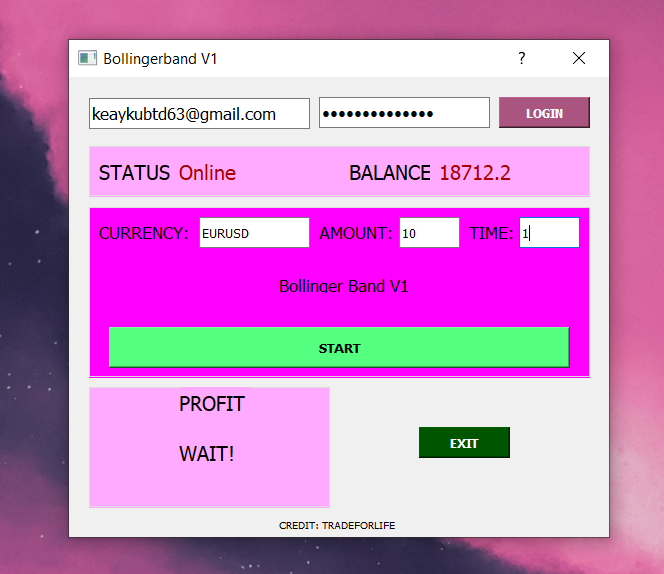 Bollingerband V1
?
keaykubtd63@gmail.com ●●●●●●●●●●●●●● LOGIN
STATUS Online BALANCE 18712.2
CURRENCY: EURUSD AMOUNT: 10 TIME: 1
Bollinger Band V1
START
PROFIT
WAIT!
EXIT
CREDIT: TRADEFORLIFE